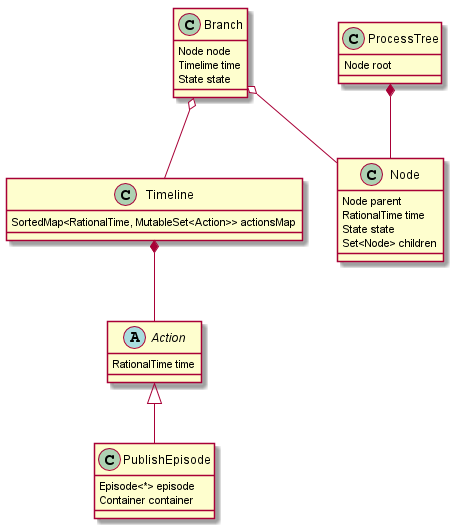 C Branch
Node node
Timelime time
State state
C ProcessTree
Node root
C Timeline
SortedMap<RationalTime, MutableSet<Action>> actionsMap
C Node
Node parent
RationalTime time
State state
Set<Node> children
A Action
RationalTime time
C PublishEpisode
Episode<*> episode
Container container